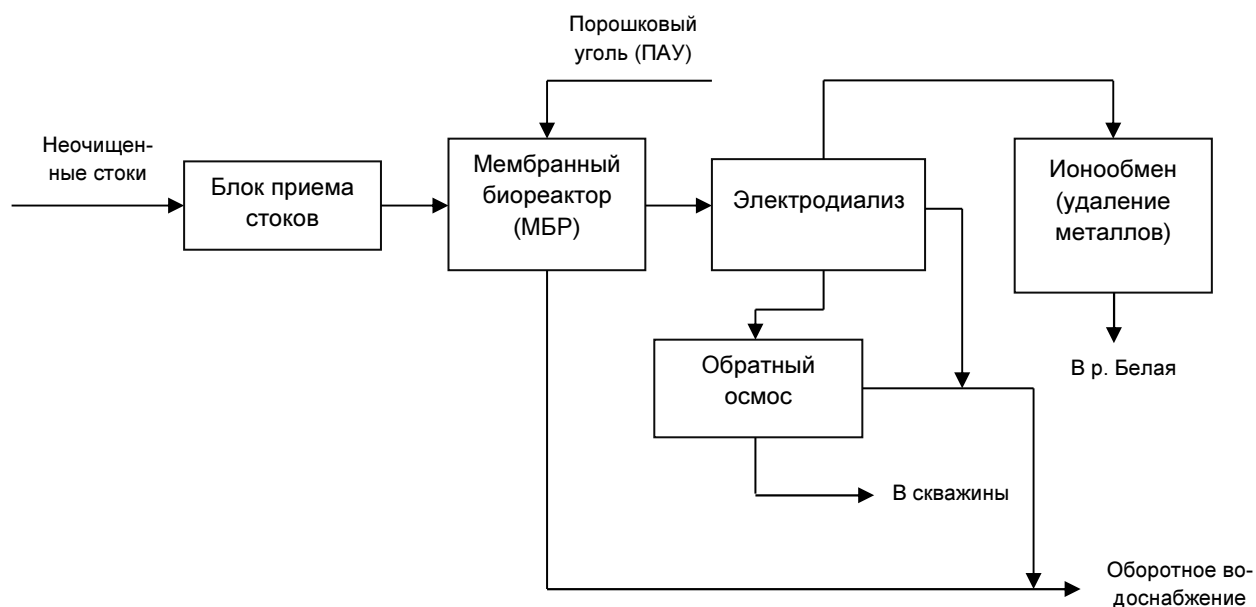 Порошковый
уголь (ПАУ)
Неочищен-
ные стоки
Блок приема
стоков
Мембранный
биореактор
(МБР)
Электродиализ
Ионообмен
(удаление
металлов)
Обратный
осмос
В р. Белая
В скважины
Оборотное во-
доснабжение